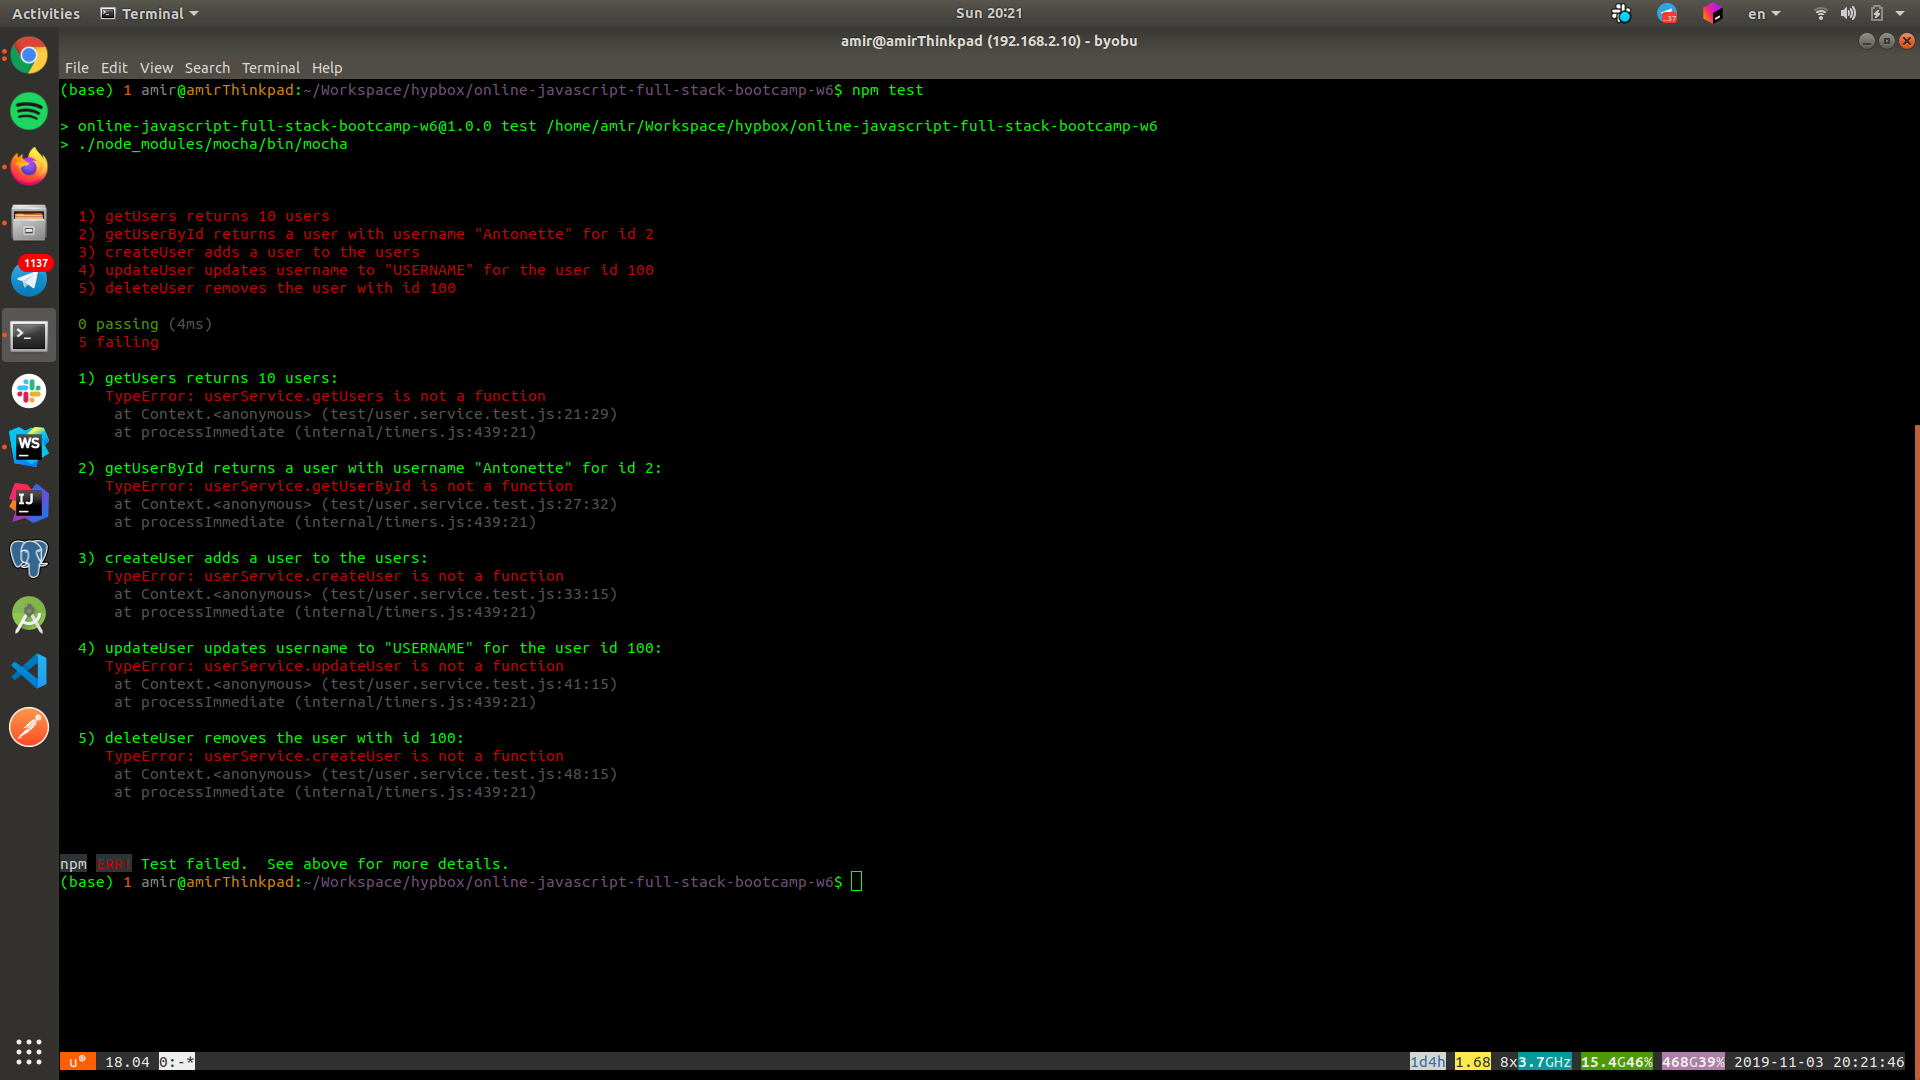 Activities Terminal Sun 20:21 37 en
amir@amirThinkpad (192.168.2.10) - byobu
File Edit View Search Terminal Help
(base) 1 amir@amirThinkpad:~/Workspace/hypbox/online-javascript-full-stack-bootcamp-w6$ npm test
> online-javascript-full-stack-bootcamp-w6@1.0.0 test /home/amir/Workspace/hypbox/online-javascript-full-stack-bootcamp-w6
> ./node_modules/mocha/bin/mocha
1) getUsers returns 10 users
2) getUserById returns a user with username "Antonette" for id 2
3) createUser adds a user to the users
4) updateUser updates username to "USERNAME" for the user id 100
5) deleteUser removes the user with id 100
0 passing (4ms)
5 failing
1) getUsers returns 10 users:
TypeError: userService.getUsers is not a function
at Context.<anonymous> (test/user.service.test.js:21:29)
at processImmediate (internal/timers.js:439:21)
2) getUserById returns a user with username "Antonette" for id 2:
TypeError: userService.getUserById is not a function
at Context.<anonymous> (test/user.service.test.js:27:32)
at processImmediate (internal/timers.js:439:21)
3) createUser adds a user to the users:
TypeError: userService.createUser is not a function
at Context.<anonymous> (test/user.service.test.js:33:15)
at processImmediate (internal/timers.js:439:21)
4) updateUser updates username to "USERNAME" for the user id 100:
TypeError: userService.updateUser is not a function
at Context.<anonymous> (test/user.service.test.js:41:15)
at processImmediate (internal/timers.js:439:21)
5) deleteUser removes the user with id 100:
TypeError: userService.createUser is not a function
at Context.<anonymous> (test/user.service.test.js:48:15)
at processImmediate (internal/timers.js:439:21)
npm ERR! Test failed.  See above for more details.
(base) 1 amir@amirThinkpad:~/Workspace/hypbox/online-javascript-full-stack-bootcamp-w6$
1137
>_
WS
IJ
u 18.04 0:-* 1d4h 1.68 8x3.7GHz 15.4G46% 468G39% 2019-11-03 20:21:46